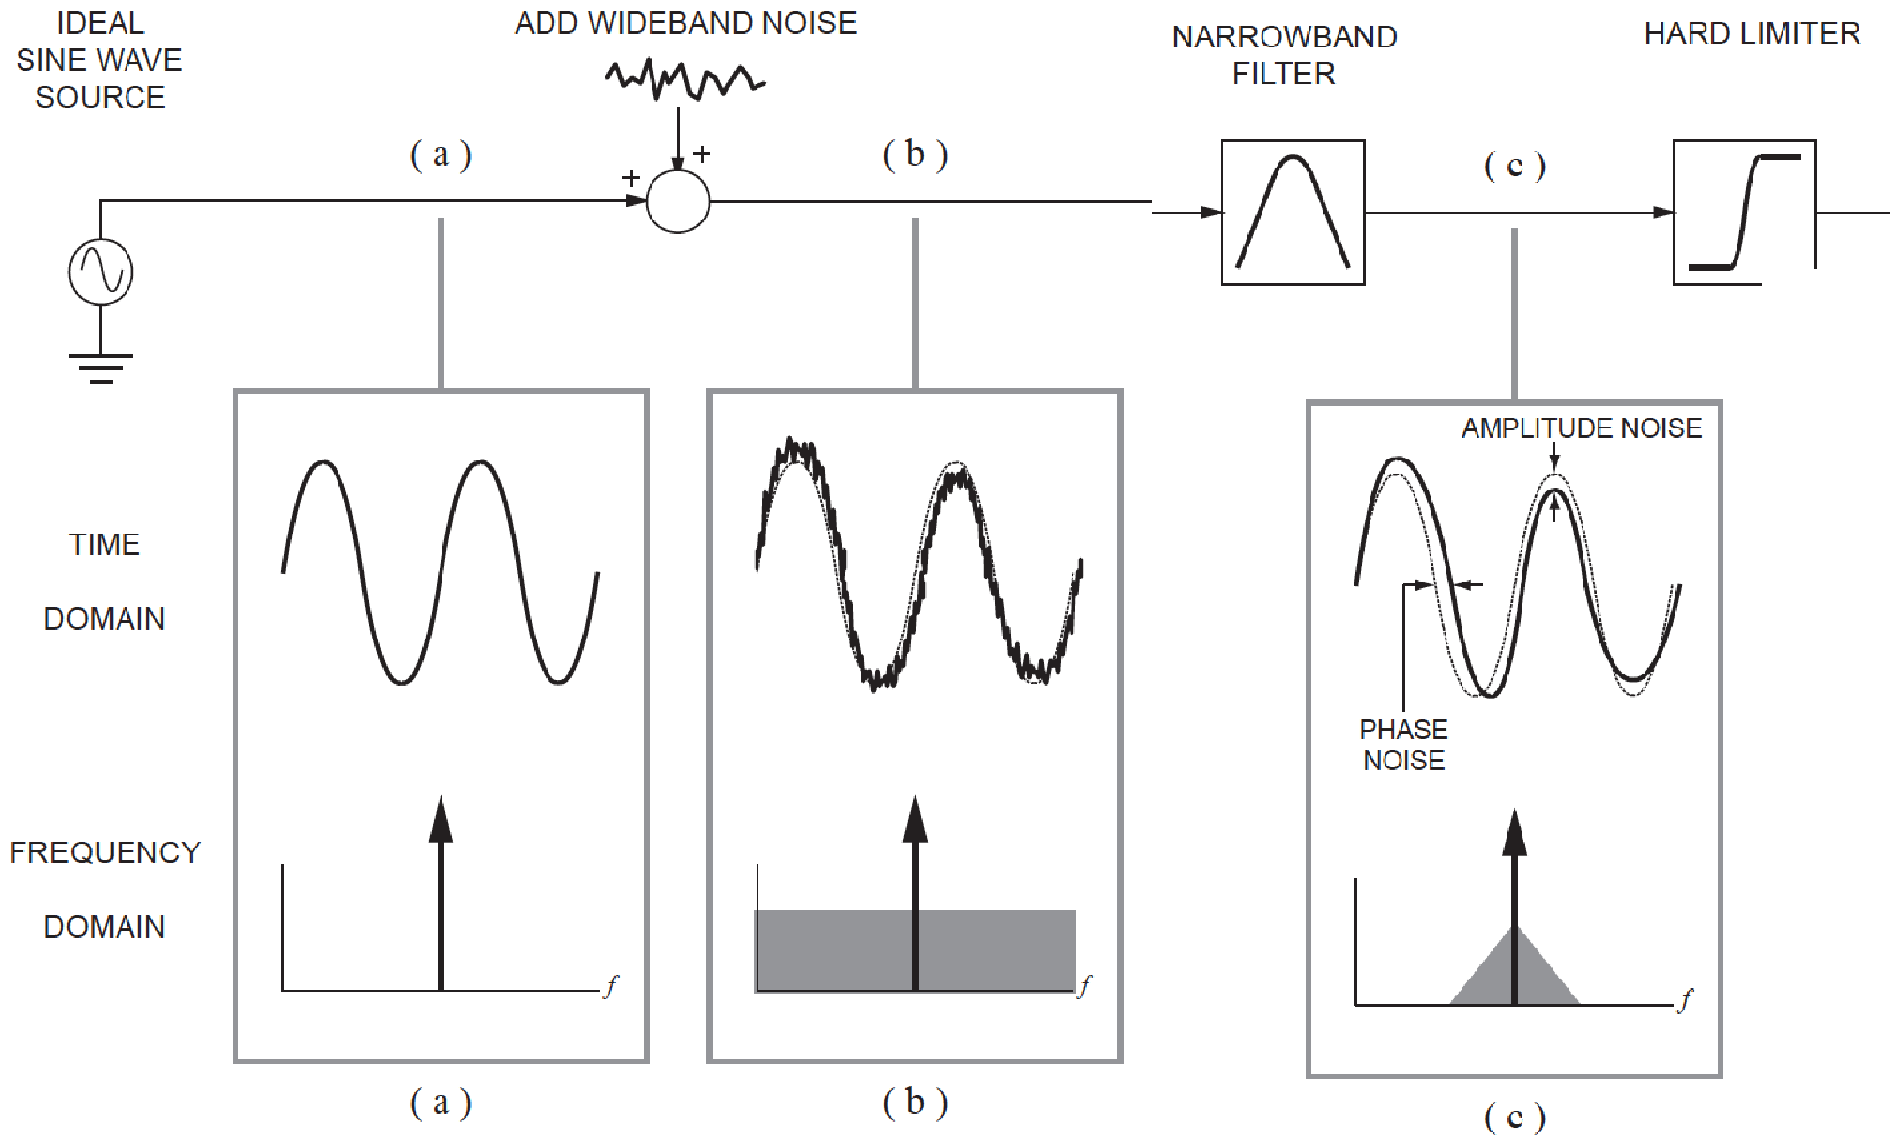 IDEAL
SINE WAVE
SOURCE
ADD WIDEBAND NOISE
NARROWBAND
FILTER
HARD LIMITER
( a )
+
+
( b )
( c )
AMPLITUDE NOISE
TIME
DOMAIN
PHASE
NOISE
FREQUENCY
DOMAIN
f
f
f
( a )
( b )
( c )